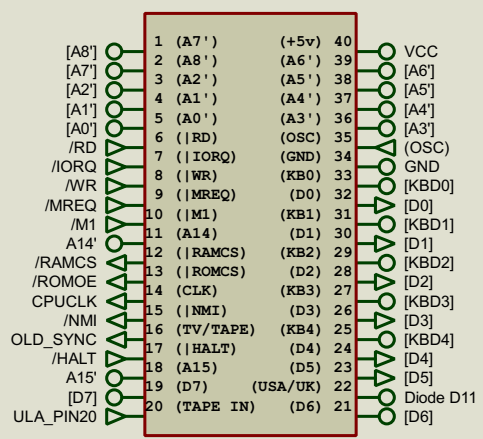 [A8'] 1 (A7') (+5v) 40 VCC
[A7'] 2 (A8') (A6') 39 [A6']
[A2'] 3 (A2') (A5') 38 [A5']
[A1'] 4 (A1') (A4') 37 [A4']
[A0'] 5 (A0') (A3') 36 [A3']
/RD 6 (|RD) (OSC) 35 (OSC)
/IORQ 7 (|IORQ) (GND) 34 GND
/WR 8 (|WR) (KB0) 33 [KBD0]
/MREQ 9 (|MREQ) (D0) 32 [D0]
/M1 10 (|M1) (KB1) 31 [KBD1]
A14' 11 (A14) (D1) 30 [D1]
/RAMCS 12 (|RAMCS) (KB2) 29 [KBD2]
/ROMOE 13 (|ROMCS) (D2) 28 [D2]
CPUCLK 14 (CLK) (KB3) 27 [KBD3]
/NMI 15 (|NMI) (D3) 26 [D3]
OLD_SYNC 16 (TV/TAPE) (KB4) 25 [KBD4]
/HALT 17 (|HALT) (D4) 24 [D4]
A15' 18 (A15) (D5) 23 [D5]
[D7] 19 (D7) (USA/UK) 22 Diode D11
ULA_PIN20 20 (TAPE IN) (D6) 21 [D6]